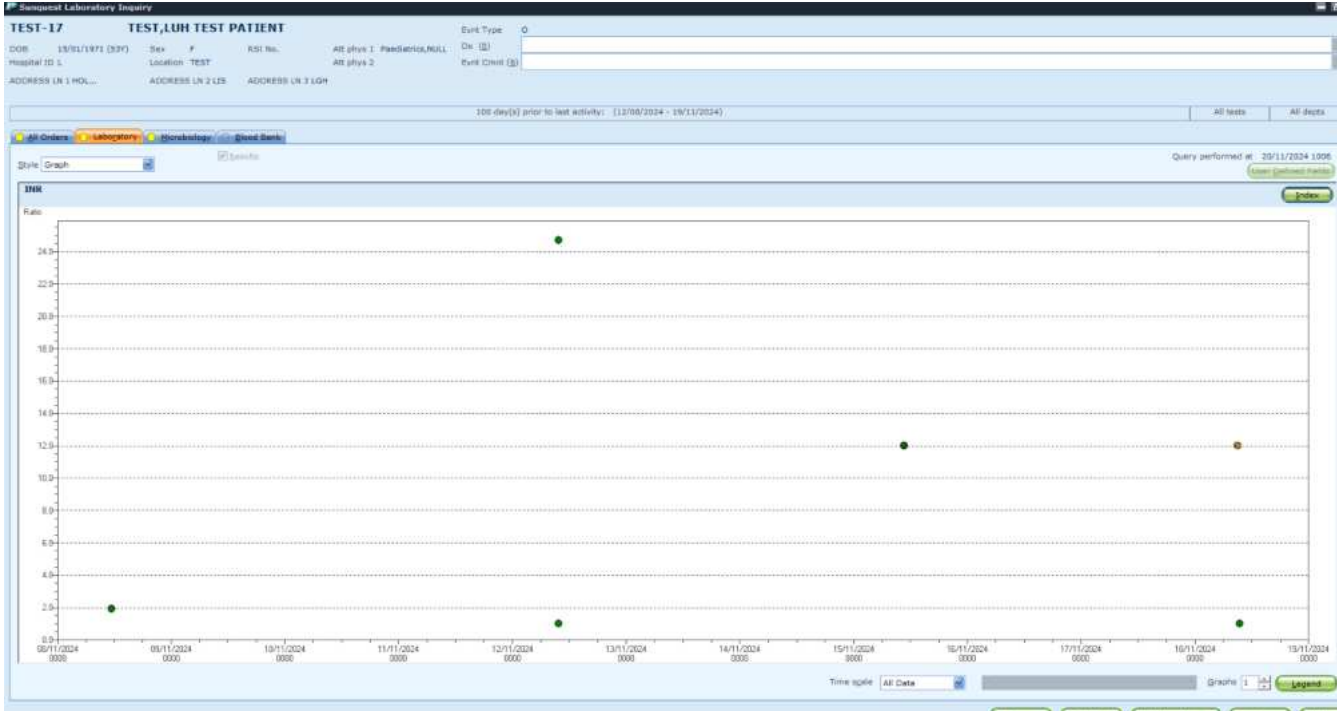 Sunquest Laboratory Inquiry
TEST-17 TEST,LUH TEST PATIENT Evnt Type O
DOB 15/01/1971 (53Y) Sex F RSI No. Att phys 1 Paediatrics,NULL Dx (0)
Hospital ID L Location TEST Att phys 2 Evnt Cmnt
ADDRESS LN 1 HOL... ADDRESS LN 2 LIS ADDRESS LN 3 LGH
100 day(s) prior to last activity: (12/08/2024 - 19/11/2024) All tests All depts
All Orders Laboratory Microbiology Blood Bank
Style Graph Results Query performed at 20/11/2024 1006
User Defined Fields
INR Index
Ratio
24.0
22.0
20.0
18.0
16.0
14.0
12.0
10.0
8.0
6.0
4.0
2.0
0.0
08/11/2024 09/11/2024 10/11/2024 11/11/2024 12/11/2024 13/11/2024 14/11/2024 15/11/2024 16/11/2024 17/11/2024 18/11/2024 19/11/2024
0000 0000 0000 0000 0000 0000 0000 0000 0000 0000 0000 0000
Time scale All Data Graphs 1 Legend